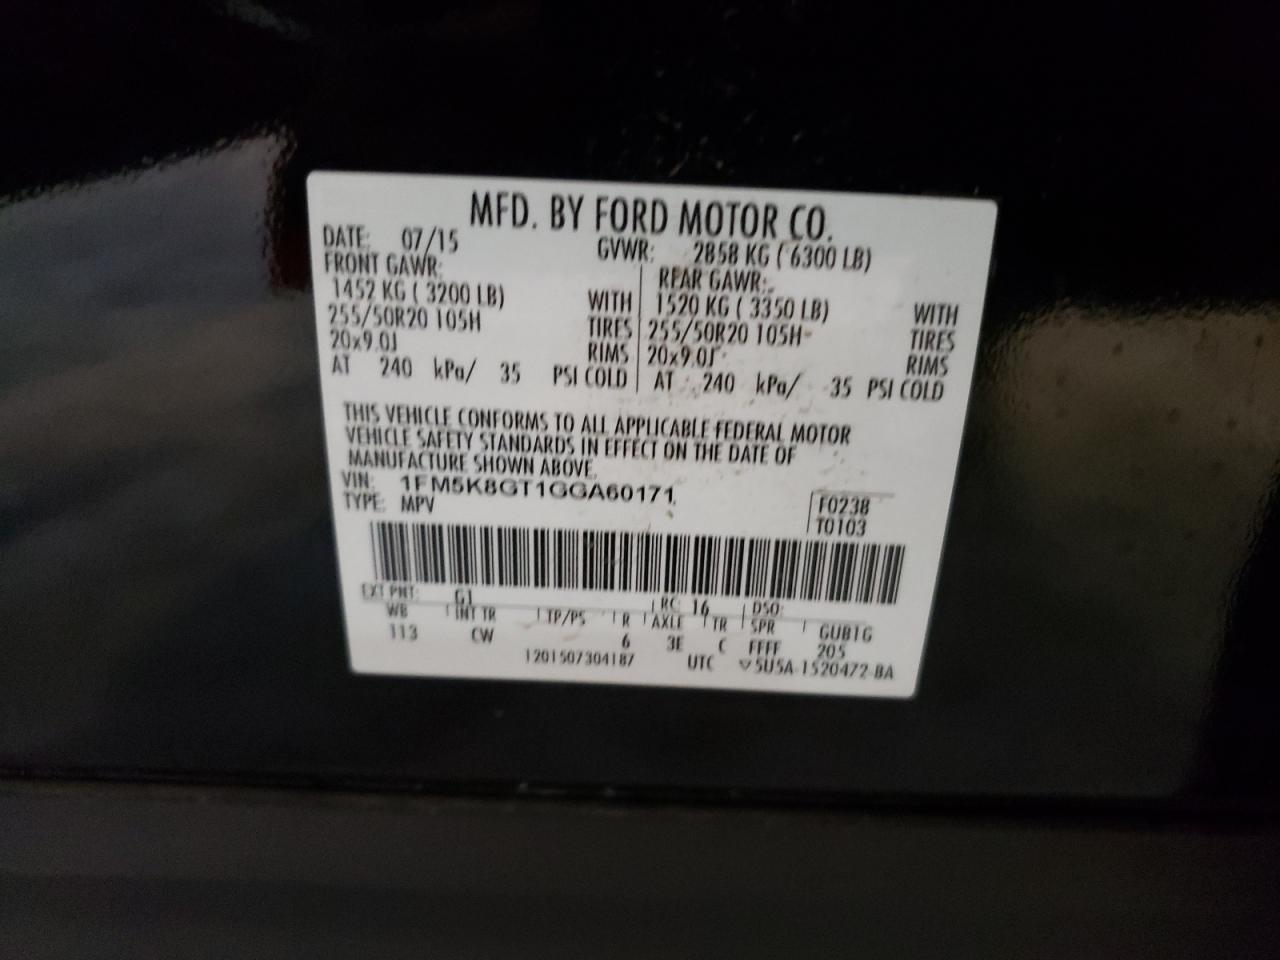 MFD. BY FORD MOTOR CO.
DATE: 07/15 GVWR: 2858 KG ( 6300 LB)
FRONT GAWR: REAR GAWR:
1452 KG ( 3200 LB) WITH 1520 KG ( 3350 LB) WITH
255/50R20 105H TIRES 255/50R20 105H TIRES
20x9.0J RIMS 20x9.0J RIMS
AT 240 kPa/ 35 PSI COLD AT 240 kPa/ 35 PSI COLD
THIS VEHICLE CONFORMS TO ALL APPLICABLE FEDERAL MOTOR
VEHICLE SAFETY STANDARDS IN EFFECT ON THE DATE OF
MANUFACTURE SHOWN ABOVE.
VIN: 1FM5K8GT1GGA60171
TYPE: MPV F0238
T0103
EXT PNT: G1 RC: 16 DSO:
WB INT TR TP/PS R AXLE TR SPR GUB1G
113 CW 6 3E C FFFF 205
1201507304187 UTC ▽5U5A-1520472-BA